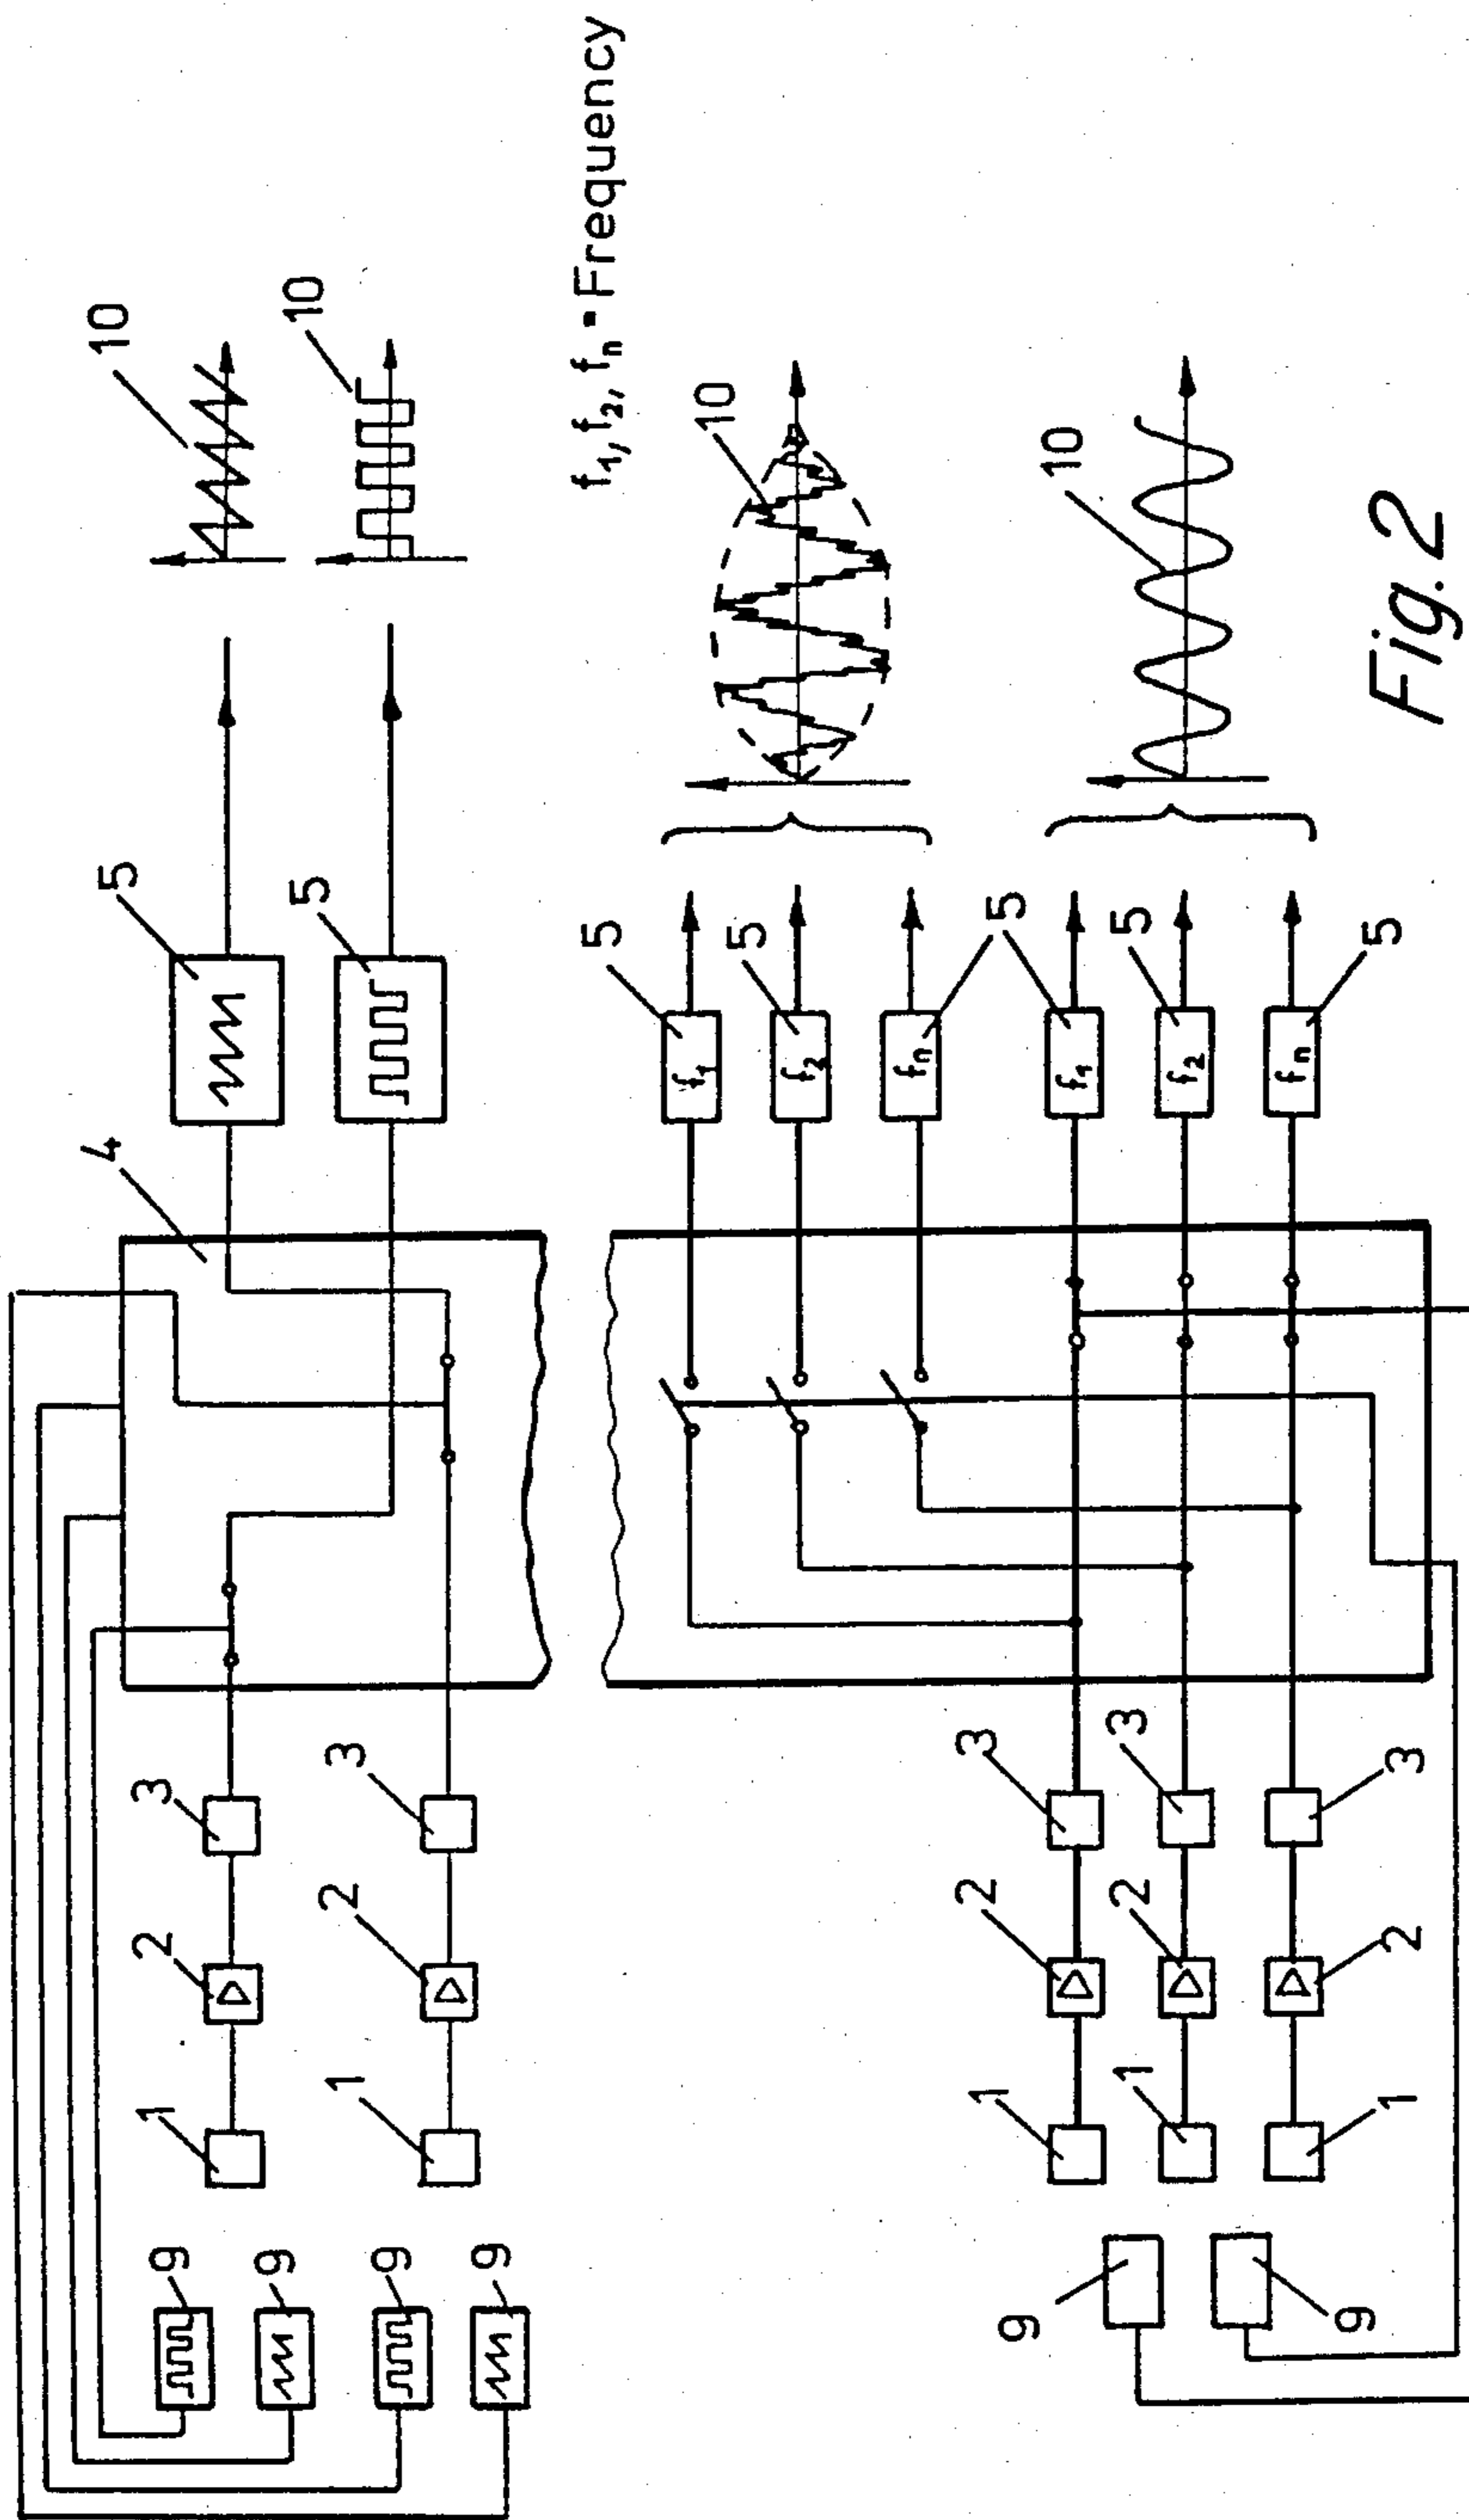 4
10
9 1 2 3 5
9 5 10
9 1 2 3
9
f₁, f₂, fₙ = Frequency
5 10
f₁
5
f₂
fₙ
1 2 3 5
9 10
f₁
1 2 3 5
f₂
fₙ
9
1 2 3 5
Fig. 2